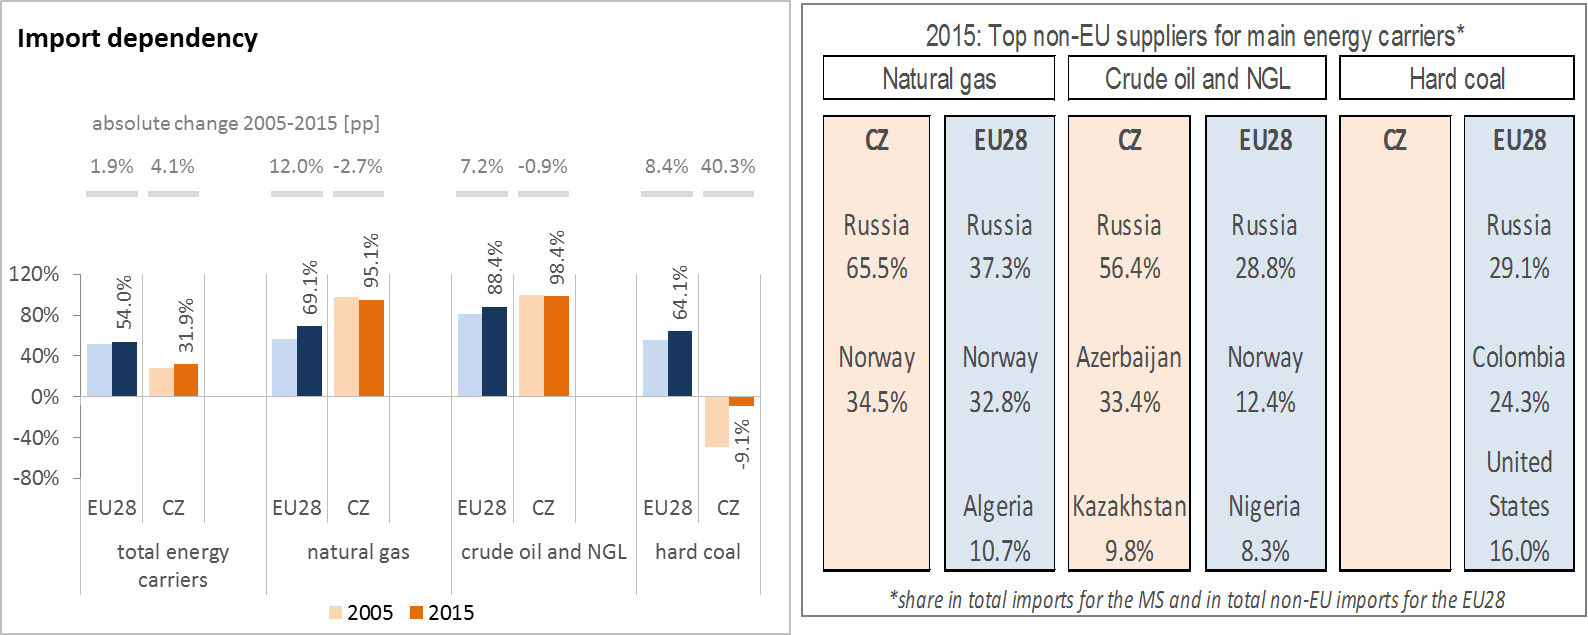 Import dependency
absolute change 2005-2015 [pp]
1.9% 4.1% 12.0% -2.7% 7.2% -0.9% 8.4% 40.3%
120%
80%
40%
0%
-40%
-80%
54.0%
31.9%
69.1%
95.1%
88.4%
98.4%
64.1%
-9.1%
EU28 CZ EU28 CZ EU28 CZ EU28 CZ
total energy
carriers
natural gas
crude oil and NGL
hard coal
2005 2015
2015: Top non-EU suppliers for main energy carriers*
Natural gas Crude oil and NGL Hard coal
CZ EU28 CZ EU28 CZ EU28
Russia Russia Russia Russia Russia
65.5% 37.3% 56.4% 28.8% 29.1%
Norway Norway Azerbaijan Norway Colombia
34.5% 32.8% 33.4% 12.4% 24.3%
United
Algeria Kazakhstan Nigeria States
10.7% 9.8% 8.3% 16.0%
*share in total imports for the MS and in total non-EU imports for the EU28